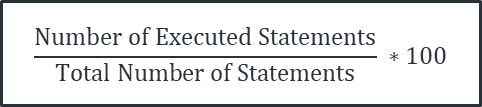 Number of Executed Statements
Total Number of Statements
* 100